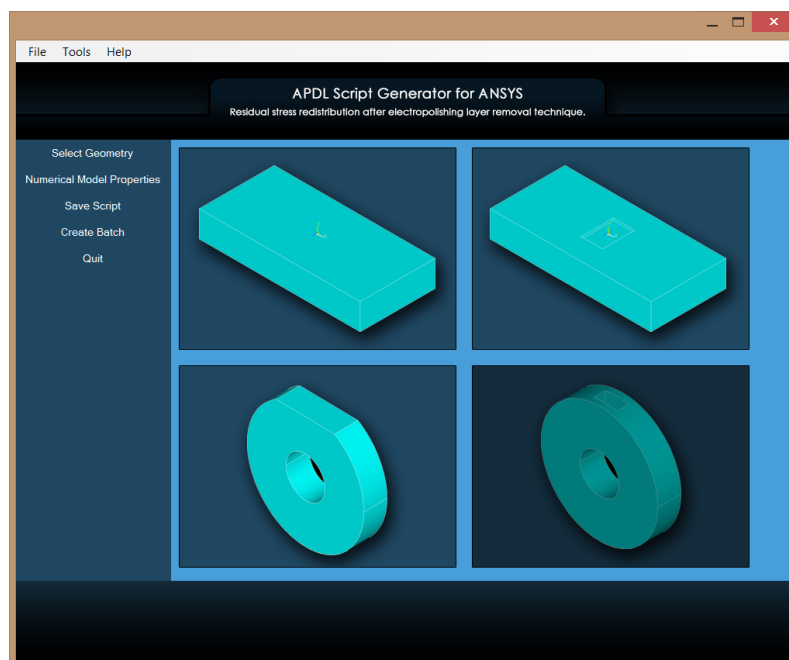 File Tools Help
APDL Script Generator for ANSYS
Residual stress redistribution after electropolishing layer removal technique.
Select Geometry
Numerical Model Properties
Save Script
Create Batch
Quit